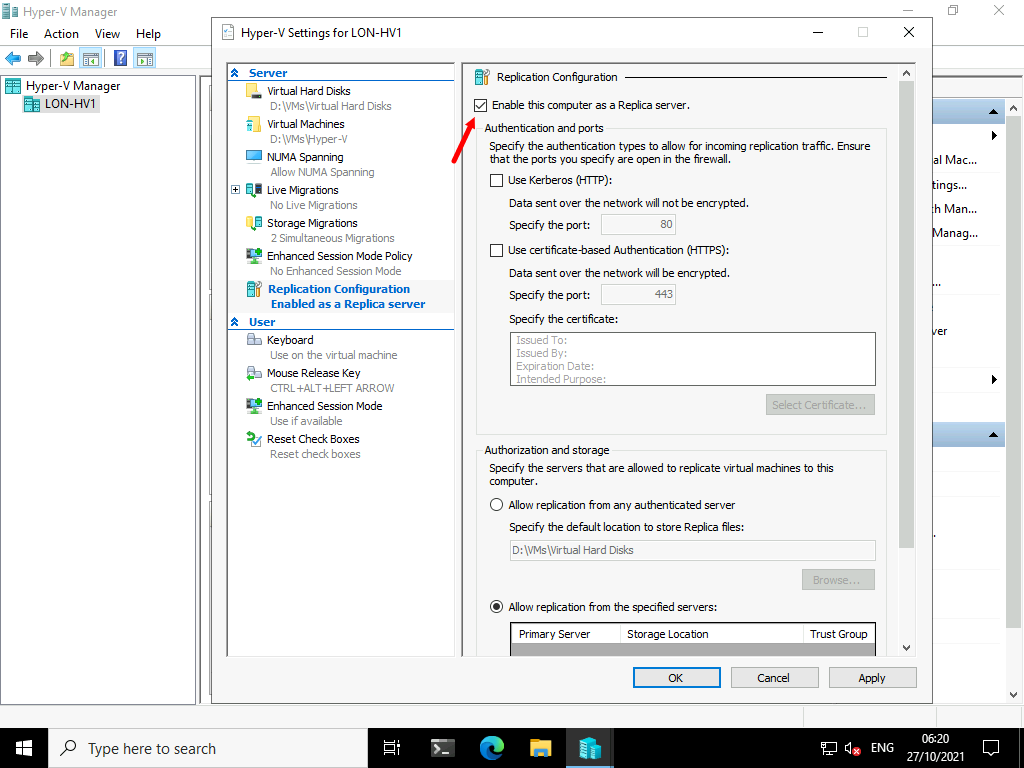 Hyper-V Manager
File Action View Help
Hyper-V Manager
LON-HV1
Hyper-V Settings for LON-HV1
Server
Virtual Hard Disks
D:\VMs\Virtual Hard Disks
Virtual Machines
D:\VMs\Hyper-V
NUMA Spanning
Allow NUMA Spanning
Live Migrations
No Live Migrations
Storage Migrations
2 Simultaneous Migrations
Enhanced Session Mode Policy
No Enhanced Session Mode
Replication Configuration
Enabled as a Replica server
User
Keyboard
Use on the virtual machine
Mouse Release Key
CTRL+ALT+LEFT ARROW
Enhanced Session Mode
Use if available
Reset Check Boxes
Reset check boxes
Replication Configuration
Enable this computer as a Replica server.
Authentication and ports
Specify the authentication types to allow for incoming replication traffic. Ensure
that the ports you specify are open in the firewall.
Use Kerberos (HTTP):
Data sent over the network will not be encrypted.
Specify the port: 80
Use certificate-based Authentication (HTTPS):
Data sent over the network will be encrypted.
Specify the port: 443
Specify the certificate:
Issued To:
Issued By:
Expiration Date:
Intended Purpose:
Select Certificate...
Authorization and storage
Specify the servers that are allowed to replicate virtual machines to this
computer.
Allow replication from any authenticated server
Specify the default location to store Replica files:
D:\VMs\Virtual Hard Disks
Browse...
Allow replication from the specified servers:
Primary Server Storage Location Trust Group
OK Cancel Apply
al Mac...
tings...
h Man...
Manag...
...
ver
Type here to search
ENG
06:20
27/10/2021